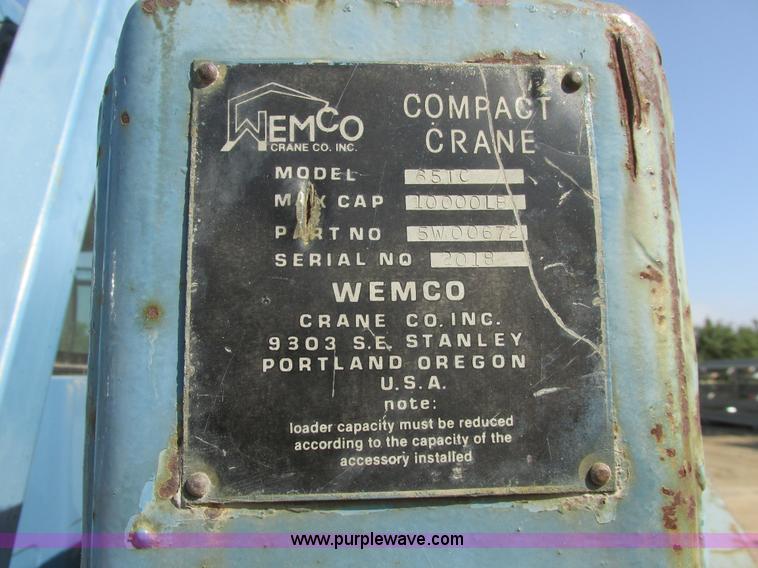 WEMCO
CRANE CO. INC.
COMPACT
CRANE
MODEL 65TC
MAX CAP 10000LB
PART NO 5W00672
SERIAL NO 2018
WEMCO
CRANE CO. INC.
9303 S.E. STANLEY
PORTLAND OREGON
U.S.A.
note:
loader capacity must be reduced
according to the capacity of the
accessory installed
www.purplewave.com